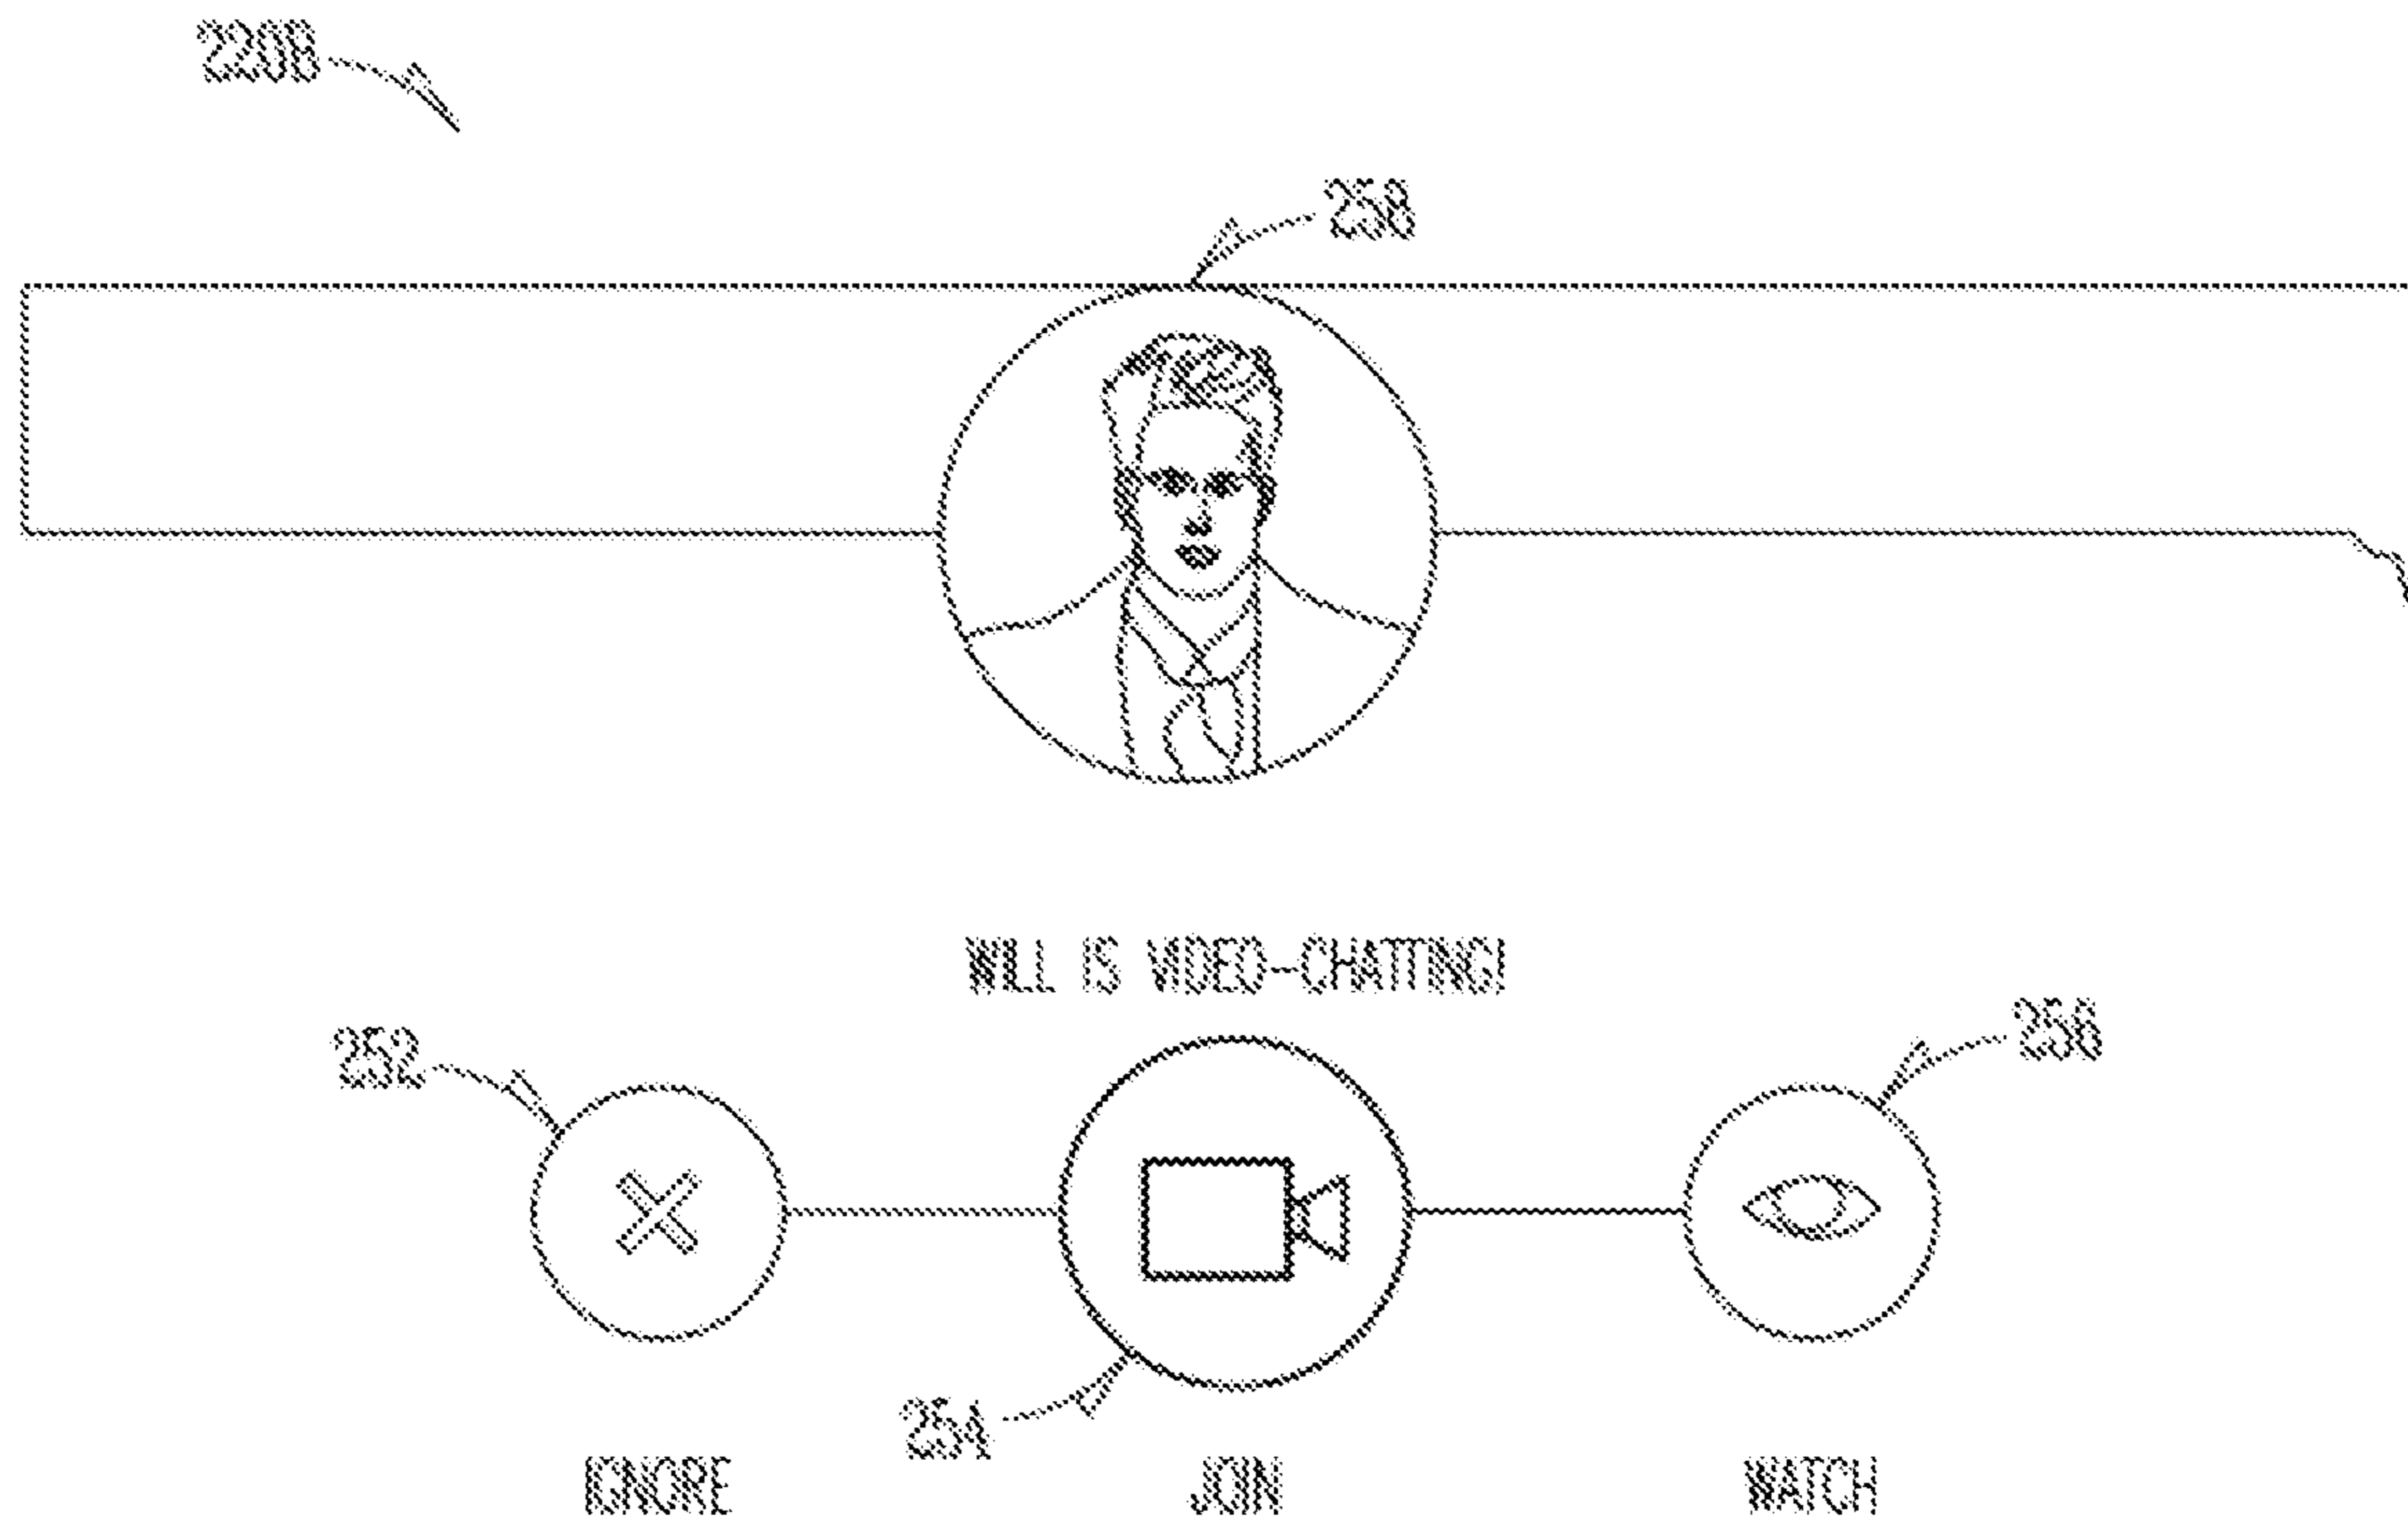 220B
258
WILL IS VIDEO-CHATTING!
252
256
254
IGNORE JOIN WATCH